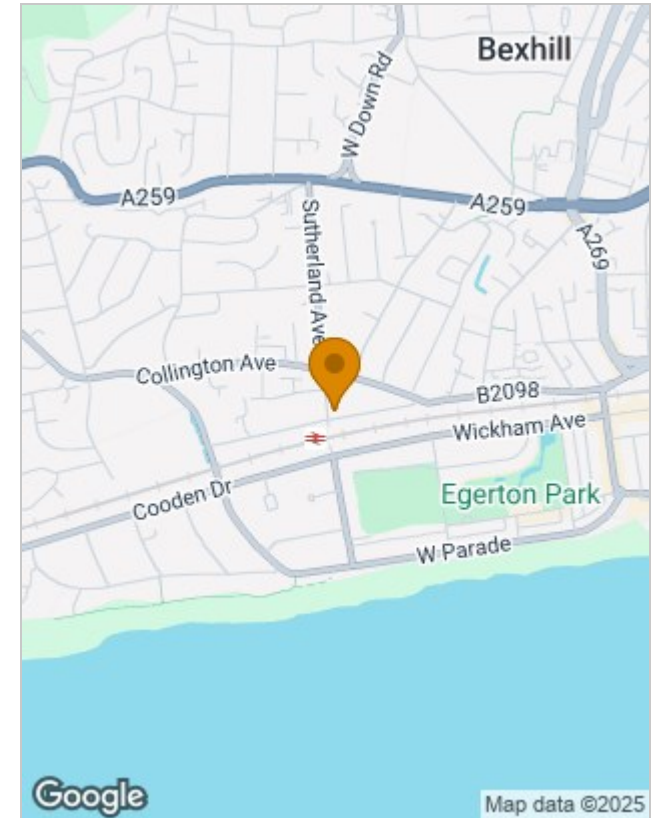 Bexhill
W Down Rd
A259
A259
Sutherland Ave
A269
Collington Ave
B2098
Wickham Ave
Cooden Dr
Egerton Park
W Parade
Google
Map data ©2025